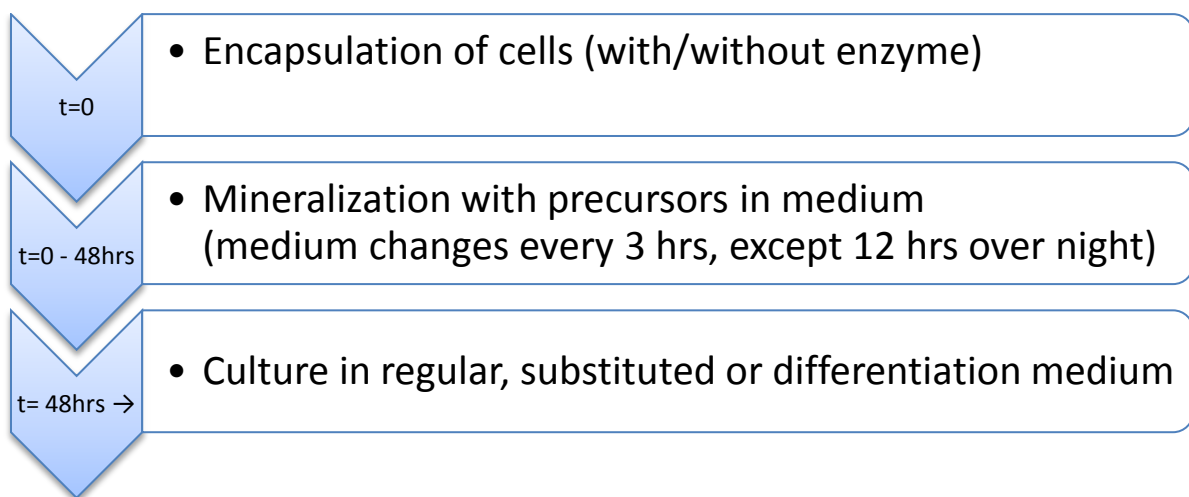 • Encapsulation of cells (with/without enzyme)
t=0
• Mineralization with precursors in medium
(medium changes every 3 hrs, except 12 hrs over night)
t=0 - 48hrs
• Culture in regular, substituted or differentiation medium
t= 48hrs →